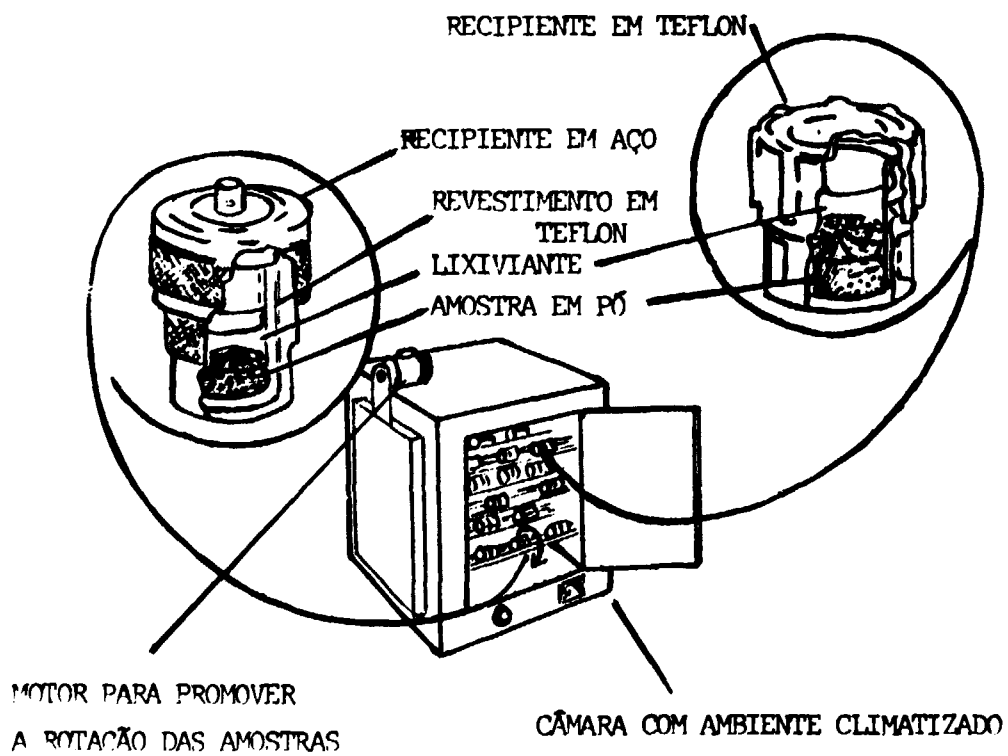 RECIPIENTE EM TEFLON
RECIPIENTE EM AÇO
REVESTIMENTO EM
TEFLON
LIXIVIANTE
AMOSTRA EM PÓ
MOTOR PARA PROMOVER
A ROTAÇÃO DAS AMOSTRAS
CÂMARA COM AMBIENTE CLIMATIZADO